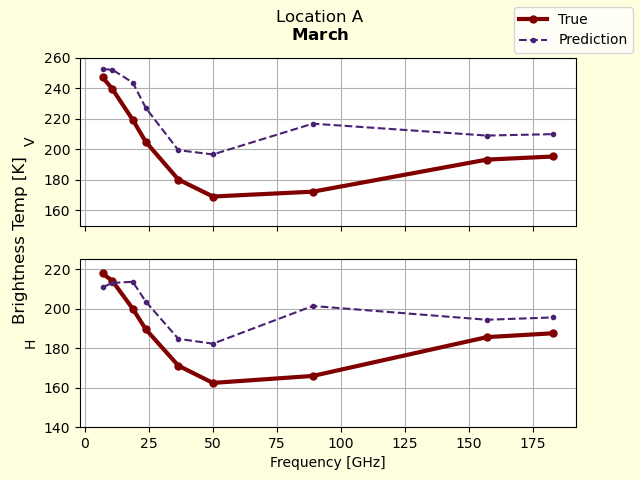 Location A
March
True
Prediction
Brightness Temp [K]
V
260
240
220
200
180
160
H
220
200
180
160
140
0 25 50 75 100 125 150 175
Frequency [GHz]